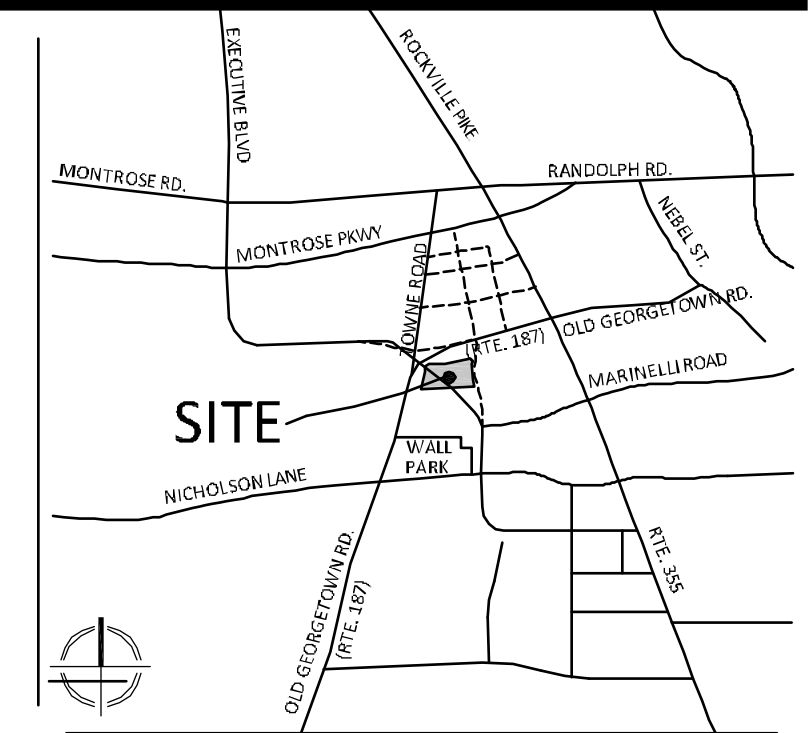 EXECUTIVE BLVD
ROCKVILLE PIKE
MONTROSE RD.
RANDOLPH RD.
NEBEL ST.
MONTROSE PKWY
TOWNE ROAD
OLD GEORGETOWN RD.
(RTE. 187)
MARINELLI ROAD
SITE
WALL
PARK
NICHOLSON LANE
RTE. 355
OLD GEORGETOWN RD.
(RTE. 187)